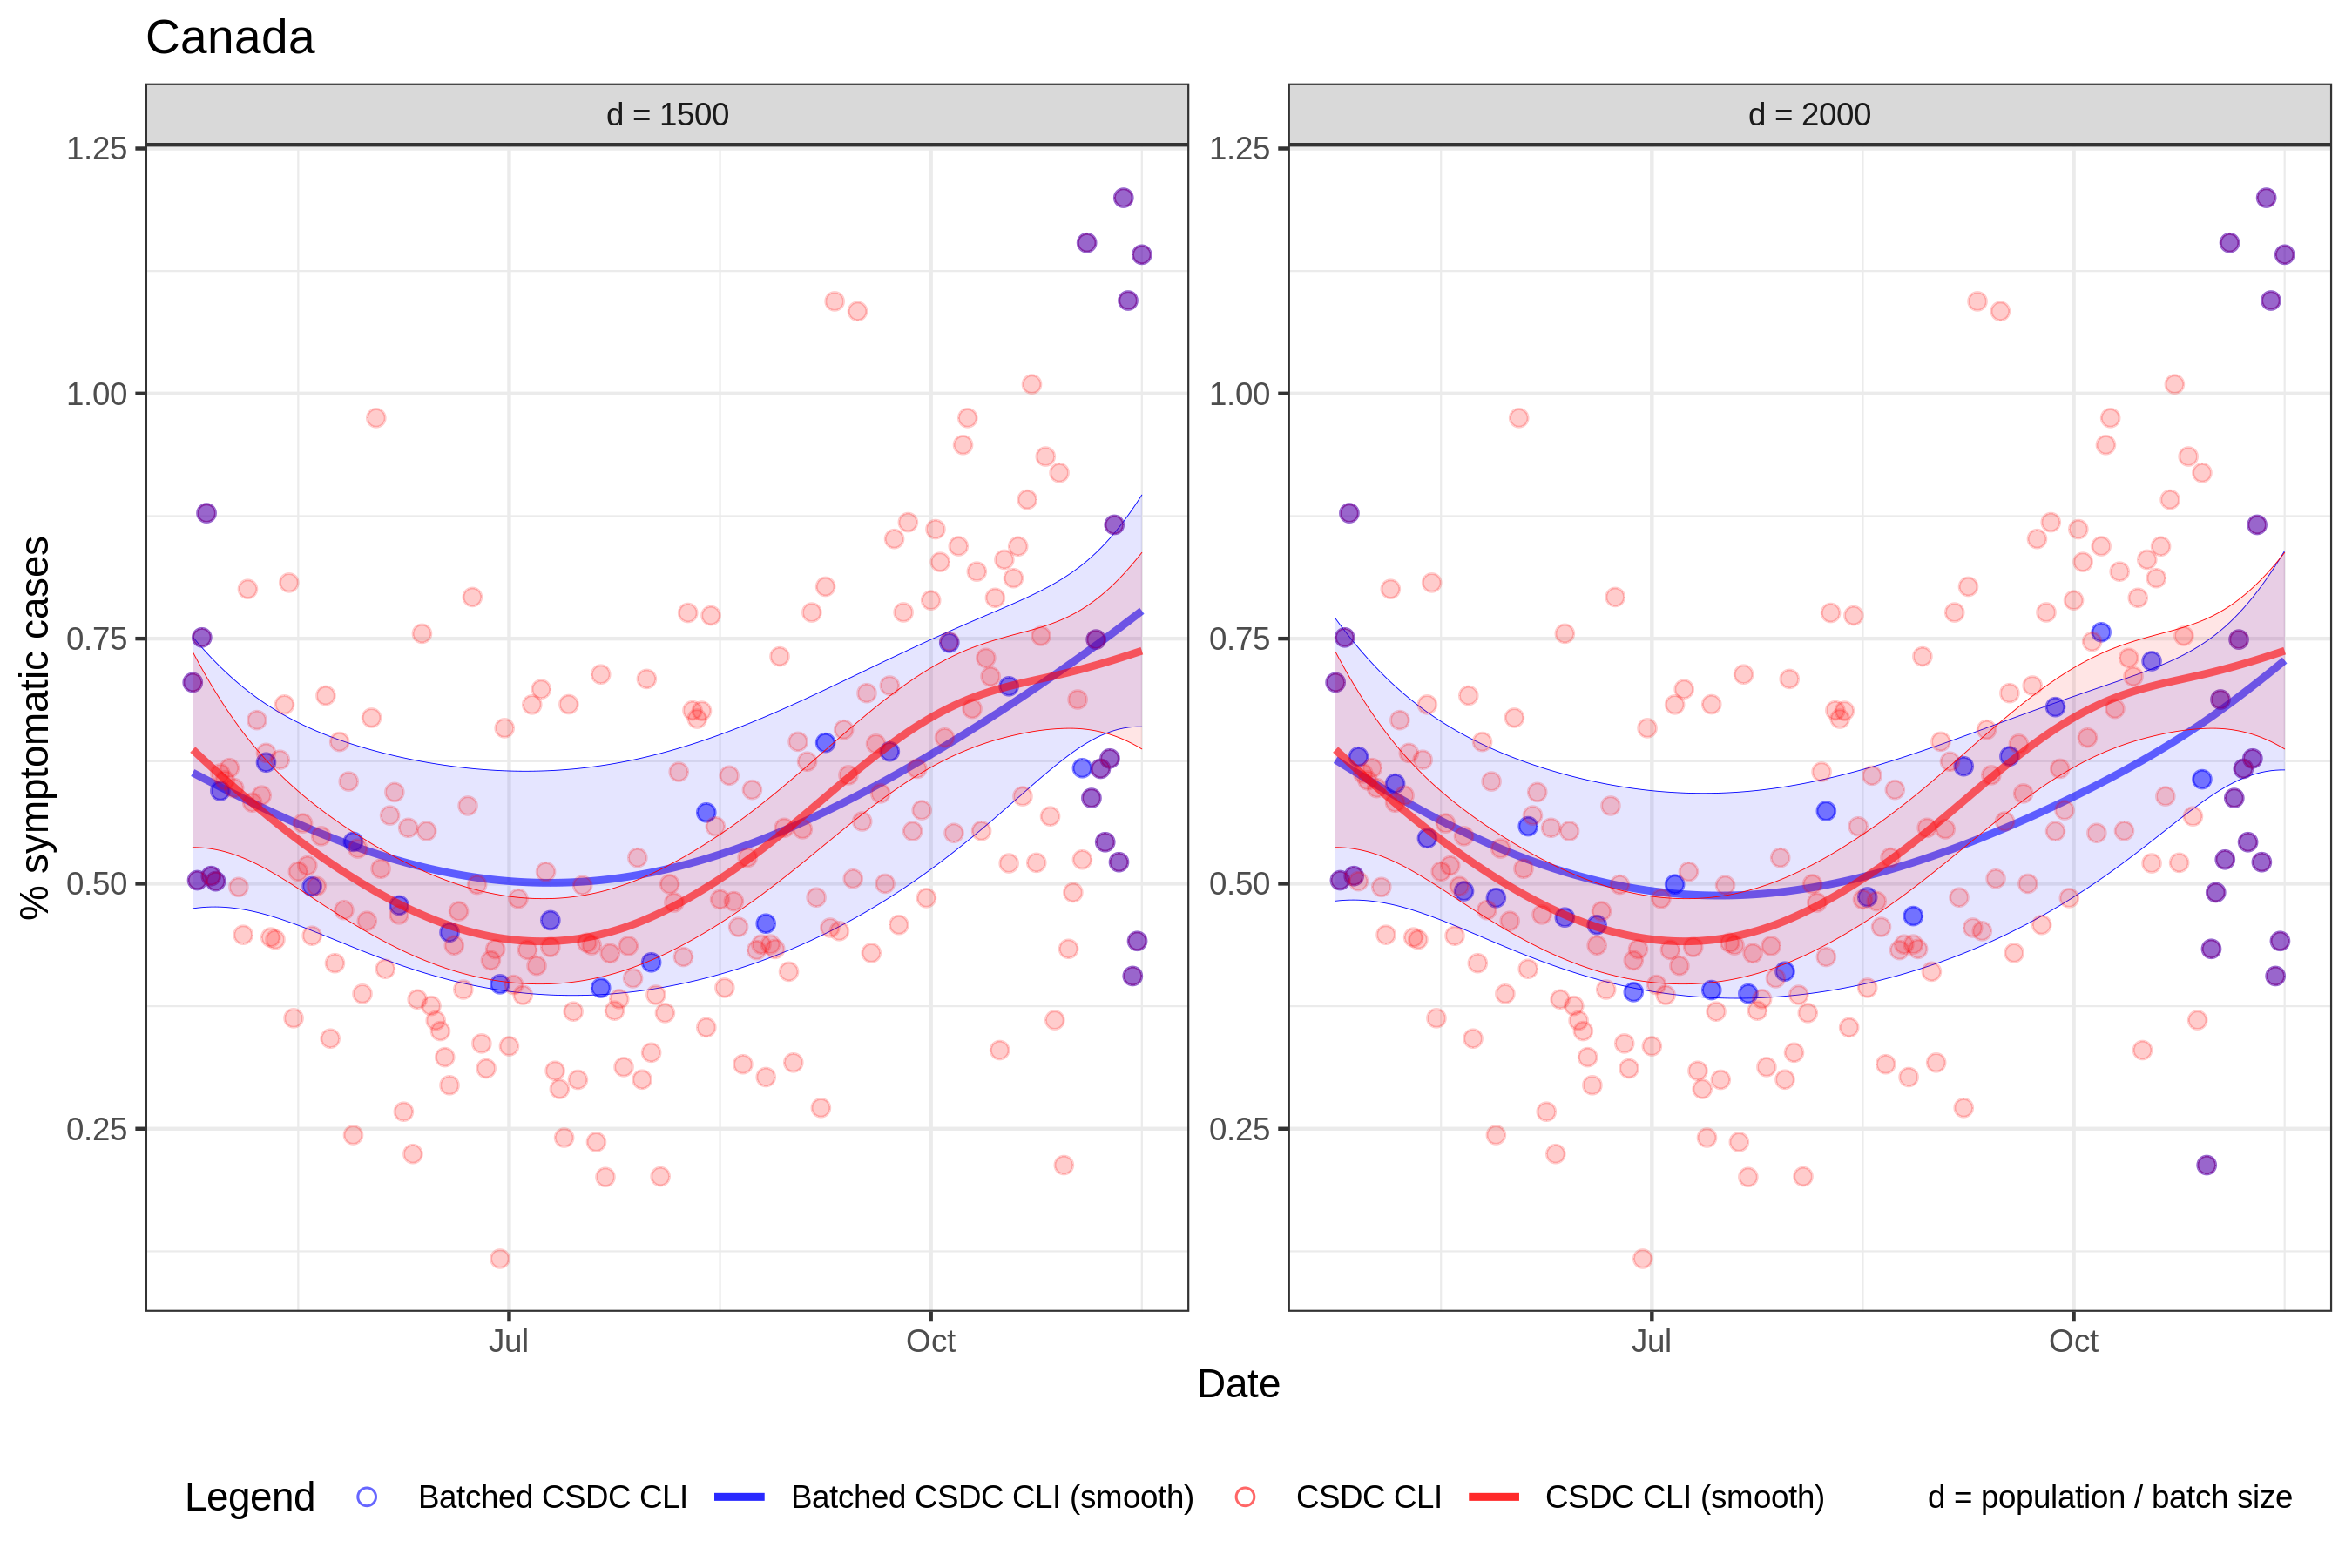 Canada
d = 1500
d = 2000
1.25
1.00
0.75
0.50
0.25
1.25
1.00
0.75
0.50
0.25
% symptomatic cases
Jul
Oct
Jul
Oct
Date
Legend
Batched CSDC CLI
Batched CSDC CLI (smooth)
CSDC CLI
CSDC CLI (smooth)
d = population / batch size